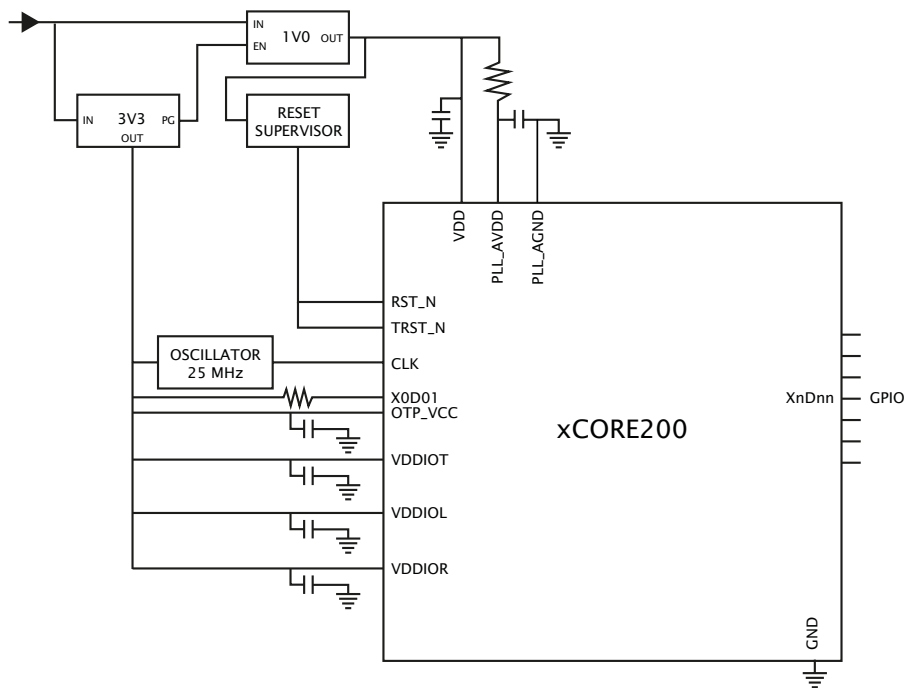 IN
1V0
OUT
EN
IN
3V3
PG
OUT
RESET
SUPERVISOR
VDD
PLL_AVDD
PLL_AGND
RST_N
TRST_N
OSCILLATOR
25 MHz
CLK
X0D01
OTP_VCC
XnDnn
GPIO
xCORE200
VDDIOT
VDDIOL
VDDIOR
GND